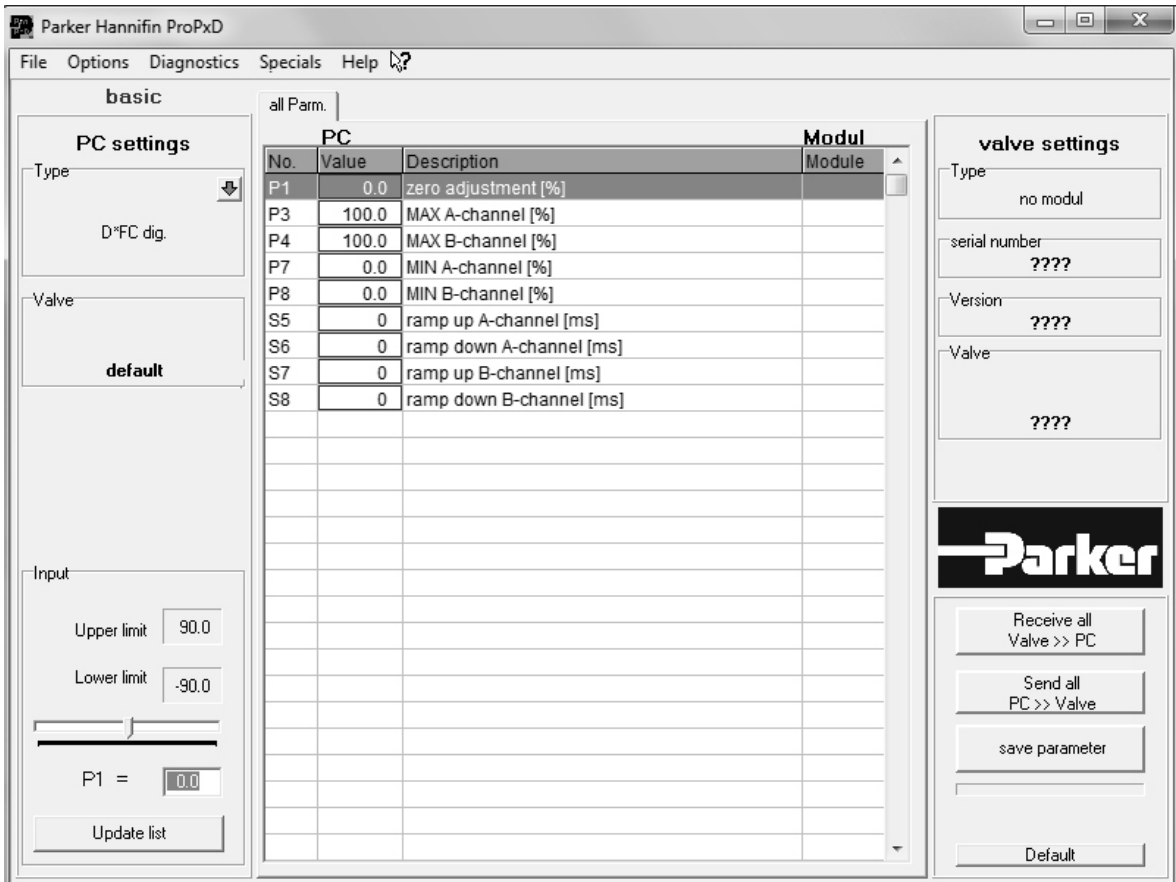 Parker Hannifin ProPxD
File Options Diagnostics Specials Help
basic
PC settings
Type
D*FC dig.
Valve
default
Input
Upper limit 90.0
Lower limit -90.0
P1 = 0.0
Update list
all Parm.
PC Modul
No. Value Description Module
P1 0.0 zero adjustment [%]
P3 100.0 MAX A-channel [%]
P4 100.0 MAX B-channel [%]
P7 0.0 MIN A-channel [%]
P8 0.0 MIN B-channel [%]
S5 0 ramp up A-channel [ms]
S6 0 ramp down A-channel [ms]
S7 0 ramp up B-channel [ms]
S8 0 ramp down B-channel [ms]
valve settings
Type
no modul
serial number
????
Version
????
Valve
????
Parker
Receive all
Valve >> PC
Send all
PC >> Valve
save parameter
Default